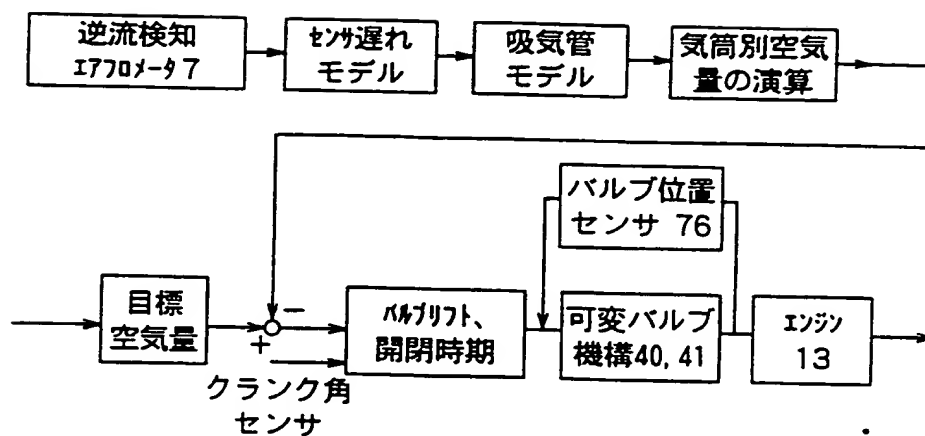 逆流検知
エアフロメータ7
センサ遅れ
モデル
吸気管
モデル
気筒別空気
量の演算
バルブ位置
センサ 76
目標
空気量
−
+
バルブリフト、
開閉時期
可変バルブ
機構40, 41
エンジン
13
クランク角
センサ